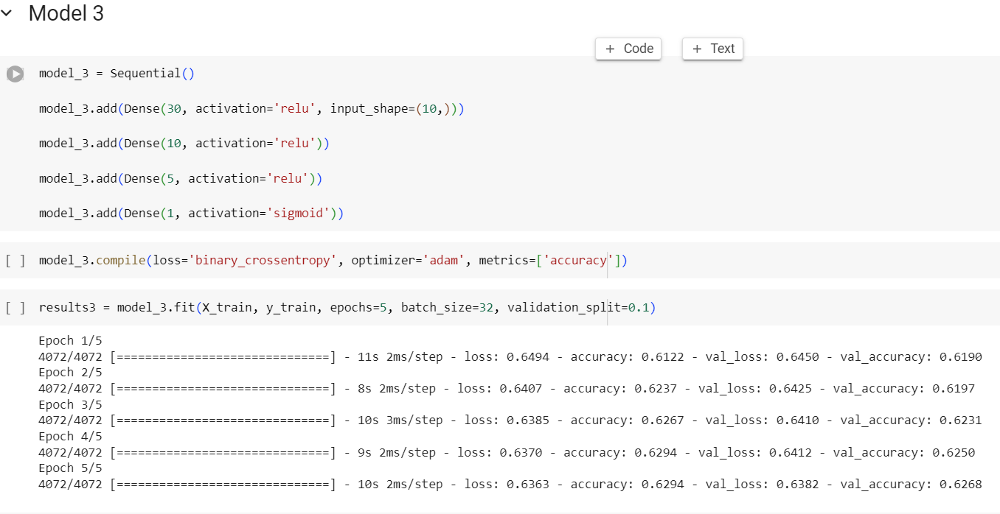 Model 3
+ Code + Text
model_3 = Sequential()
model_3.add(Dense(30, activation='relu', input_shape=(10,)))
model_3.add(Dense(10, activation='relu'))
model_3.add(Dense(5, activation='relu'))
model_3.add(Dense(1, activation='sigmoid'))
[ ] model_3.compile(loss='binary_crossentropy', optimizer='adam', metrics=['accuracy'])
[ ] results3 = model_3.fit(X_train, y_train, epochs=5, batch_size=32, validation_split=0.1)
Epoch 1/5
4072/4072 [==============================] - 11s 2ms/step - loss: 0.6494 - accuracy: 0.6122 - val_loss: 0.6450 - val_accuracy: 0.6190
Epoch 2/5
4072/4072 [==============================] - 8s 2ms/step - loss: 0.6407 - accuracy: 0.6237 - val_loss: 0.6425 - val_accuracy: 0.6197
Epoch 3/5
4072/4072 [==============================] - 10s 3ms/step - loss: 0.6385 - accuracy: 0.6267 - val_loss: 0.6410 - val_accuracy: 0.6231
Epoch 4/5
4072/4072 [==============================] - 9s 2ms/step - loss: 0.6370 - accuracy: 0.6294 - val_loss: 0.6412 - val_accuracy: 0.6250
Epoch 5/5
4072/4072 [==============================] - 10s 2ms/step - loss: 0.6363 - accuracy: 0.6294 - val_loss: 0.6382 - val_accuracy: 0.6268